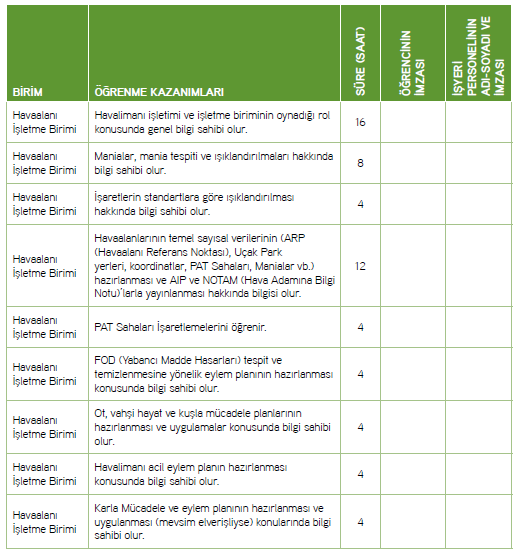 BİRİM
ÖĞRENME KAZANIMLARI
SÜRE (SAAT)
ÖĞRENCİNİN
İMZASI
İŞYERİ
PERSONELİNİN
ADI-SOYADI VE
İMZASI
Havaalanı
İşletme Birimi
Havalimanı işletimi ve işletme biriminin oynadığı rol
konusunda genel bilgi sahibi olur.
16
Havaalanı
İşletme Birimi
Manialar, mania tespiti ve ışıklandırılmaları hakkında
bilgi sahibi olur.
8
Havaalanı
İşletme Birimi
İşaretlerin standartlara göre ışıklandırılması
hakkında bilgi sahibi olur.
4
Havaalanı
İşletme Birimi
Havaalanlarının temel sayısal verilerinin (ARP
(Havaalanı Referans Noktası), Uçak Park
yerleri, koordinatlar, PAT Sahaları, Manialar vb.)
hazırlanması ve AIP ve NOTAM (Hava Adamına Bilgi
Notu)'larla yayınlanması hakkında bilgisi olur.
12
Havaalanı
İşletme Birimi
PAT Sahaları İşaretlemelerini öğrenir.
4
Havaalanı
İşletme Birimi
FOD (Yabancı Madde Hasarları) tespit ve
temizlenmesine yönelik eylem planının hazırlanması
konusunda bilgi sahibi olur.
4
Havaalanı
İşletme Birimi
Ot, vahşi hayat ve kuşla mücadele planlarının
hazırlanması ve uygulamalar konusunda bilgi sahibi
olur.
4
Havaalanı
İşletme Birimi
Havalimanı acil eylem planın hazırlanması
konusunda bilgi sahibi olur.
4
Havaalanı
İşletme Birimi
Karla Mücadele ve eylem planının hazırlanması ve
uygulanması (mevsim elverişliyse) konularında bilgi
sahibi olur.
4